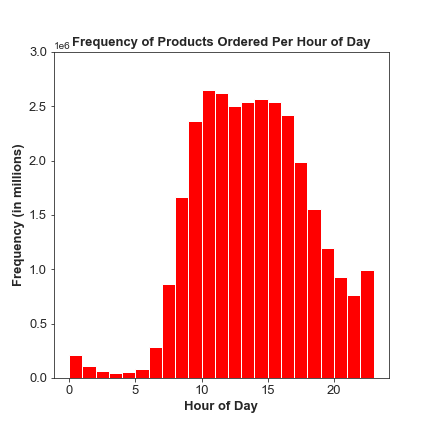 Frequency of Products Ordered Per Hour of Day
1e6
3.0
2.5
2.0
1.5
1.0
0.5
0.0
Frequency (in millions)
0 5 10 15 20
Hour of Day